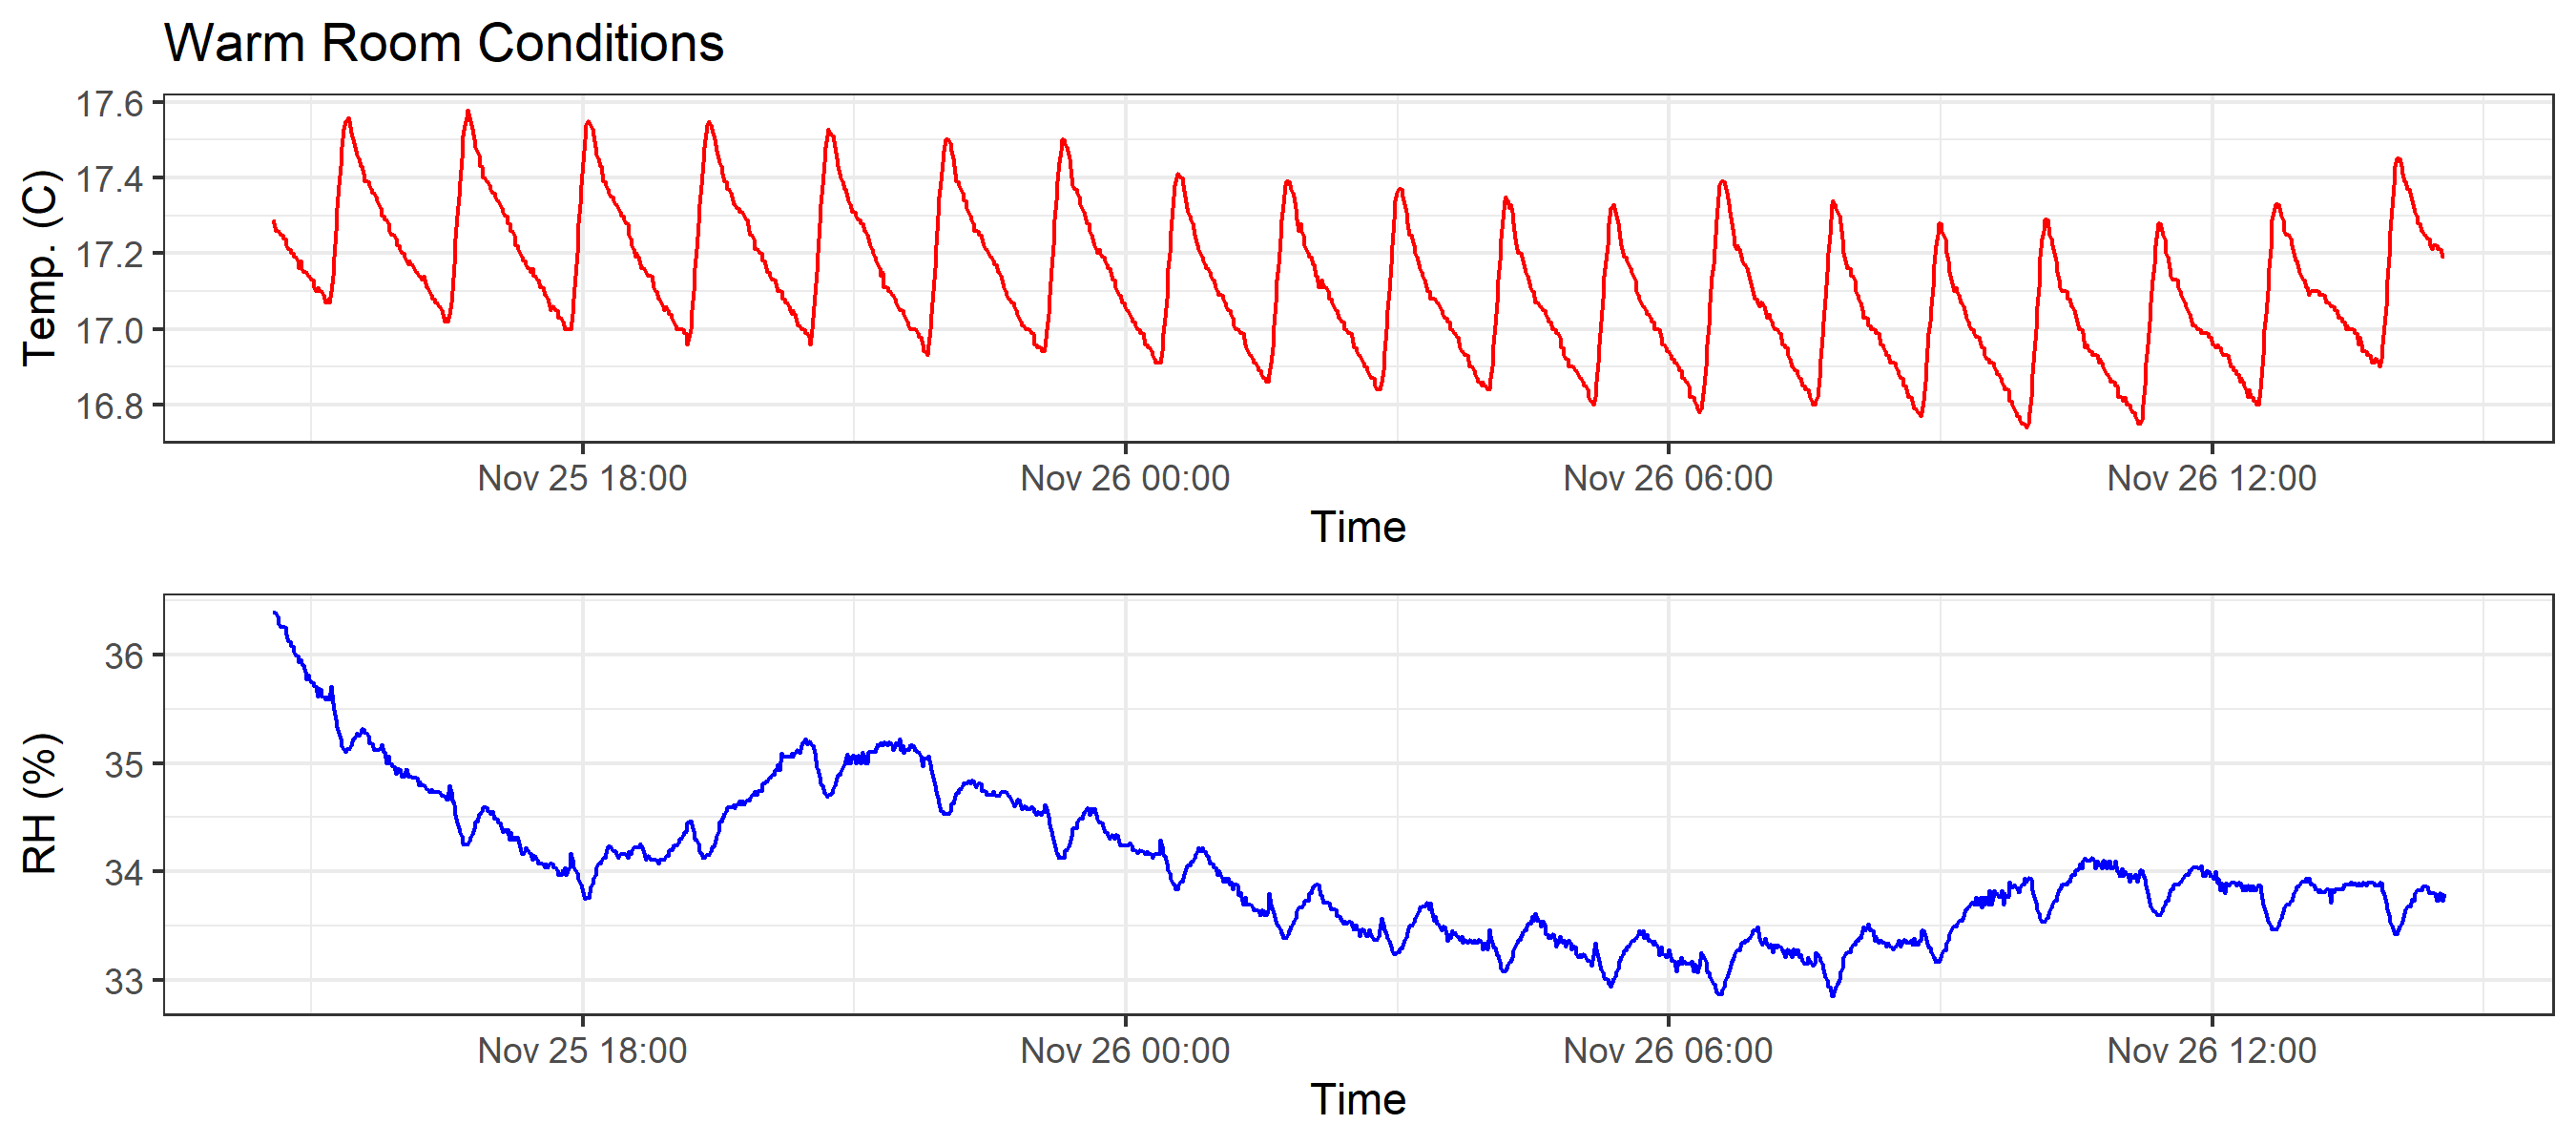 Warm Room Conditions
17.6
17.4
17.2
17.0
16.8
Temp. (C)
Nov 25 18:00 Nov 26 00:00 Nov 26 06:00 Nov 26 12:00
Time
36
35
34
33
RH (%)
Nov 25 18:00 Nov 26 00:00 Nov 26 06:00 Nov 26 12:00
Time